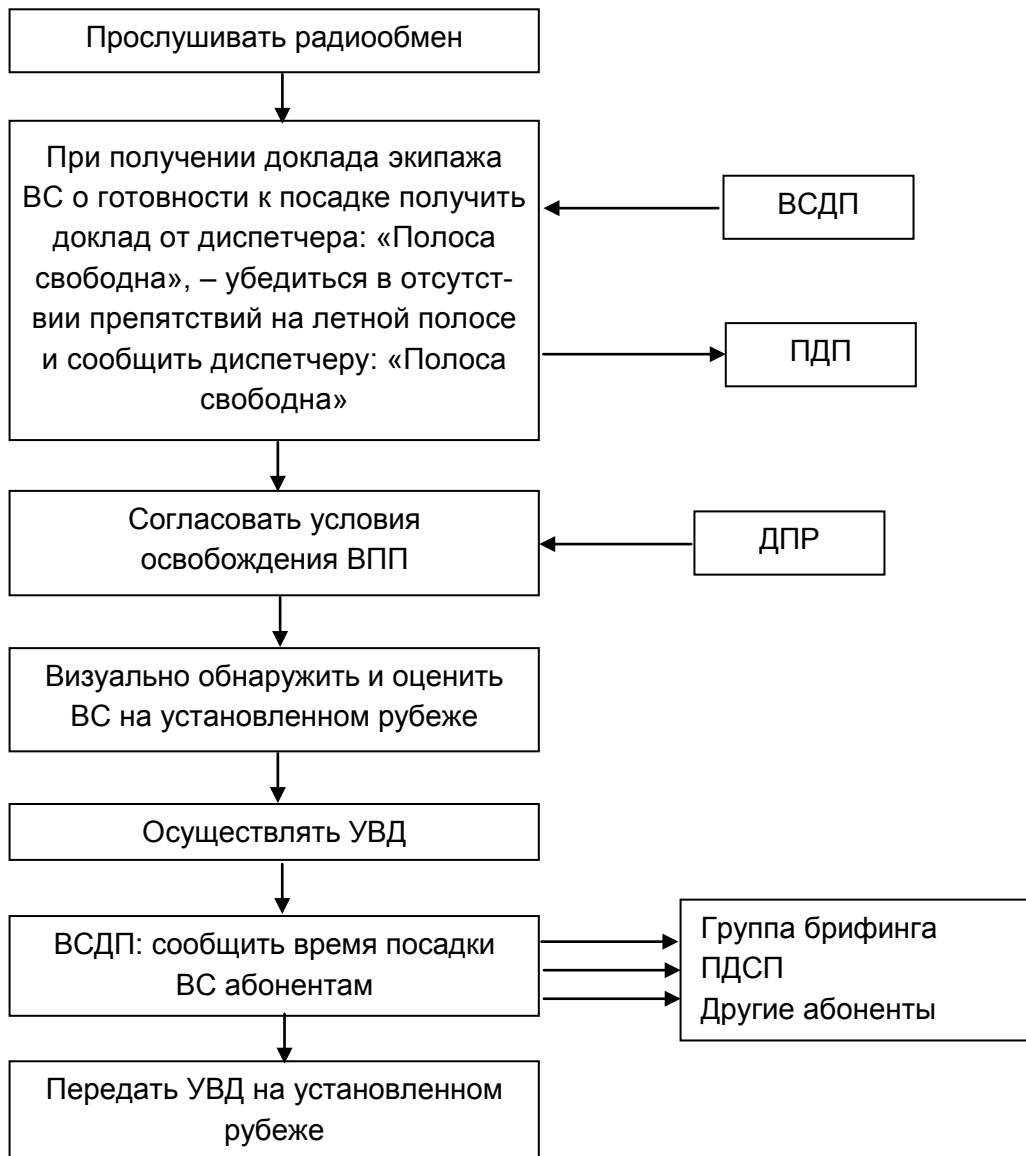 Прослушивать радиообмен
При получении доклада экипажа
ВС о готовности к посадке получить
доклад от диспетчера: «Полоса
свободна», – убедиться в отсутст-
вии препятствий на летной полосе
и сообщить диспетчеру: «Полоса
свободна»
ВСДП
ПДП
Согласовать условия
освобождения ВПП
ДПР
Визуально обнаружить и оценить
ВС на установленном рубеже
Осуществлять УВД
ВСДП: сообщить время посадки
ВС абонентам
Группа брифинга
ПДСП
Другие абоненты
Передать УВД на установленном
рубеже